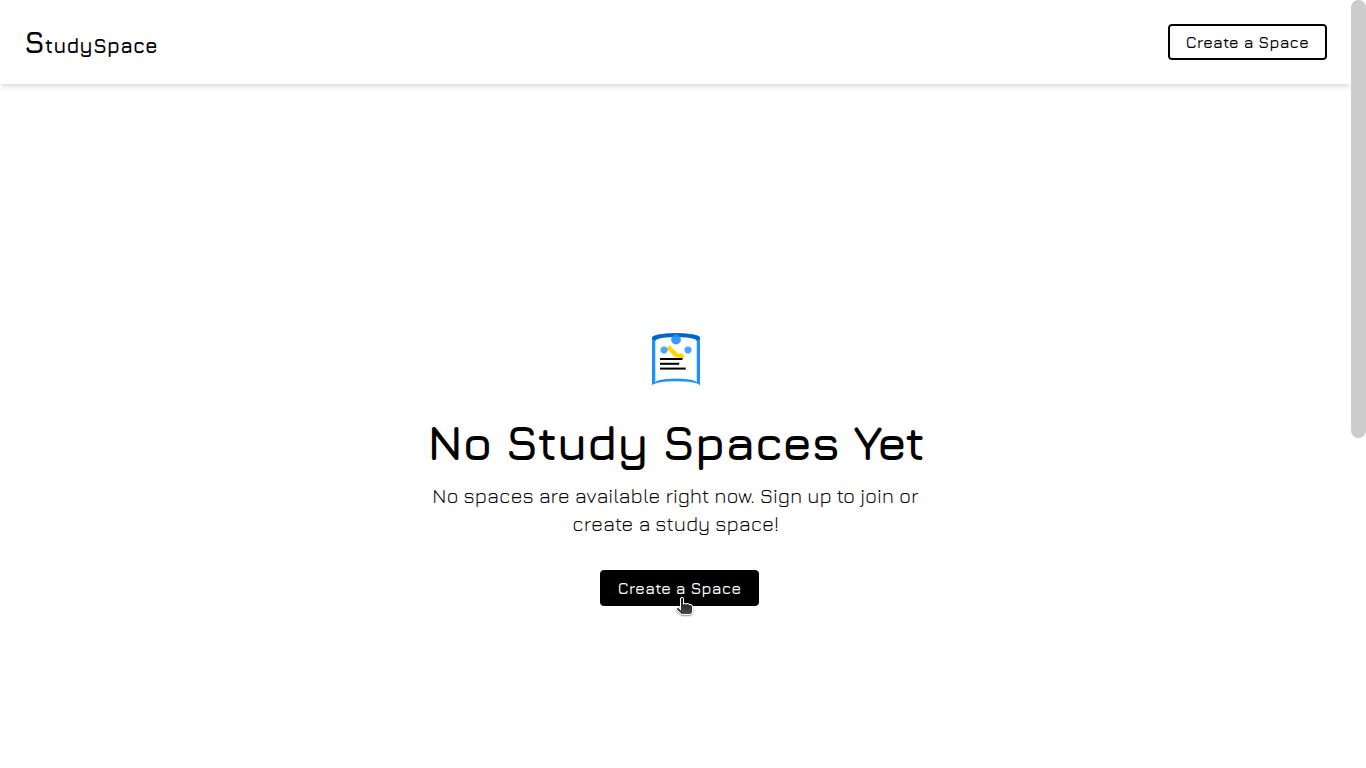 StudySpace
Create a Space
No Study Spaces Yet
No spaces are available right now. Sign up to join or
create a study space!
Create a Space